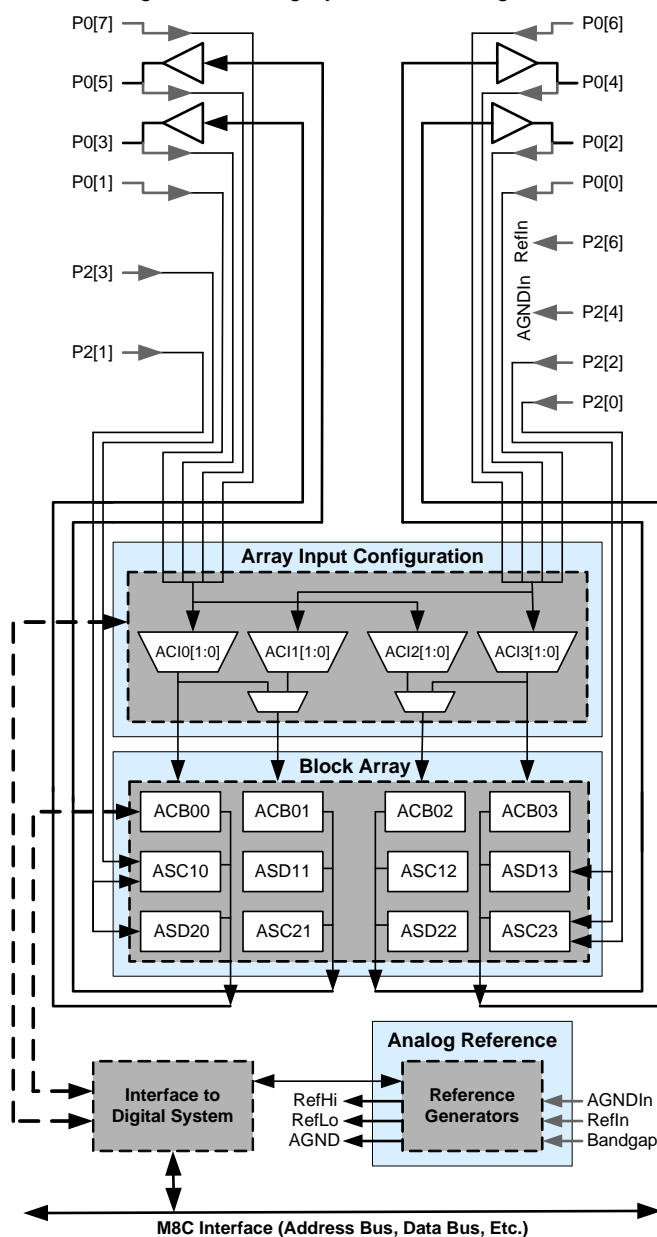 P0[7]
P0[6]
P0[5]
P0[4]
P0[3]
P0[2]
P0[1]
P0[0]
RefIn
P2[6]
P2[3]
AGNDIn
P2[4]
P2[1]
P2[2]
P2[0]
Array Input Configuration
ACI0[1:0]
ACI1[1:0]
ACI2[1:0]
ACI3[1:0]
Block Array
ACB00
ACB01
ACB02
ACB03
ASC10
ASD11
ASC12
ASD13
ASD20
ASC21
ASD22
ASC23
Analog Reference
Interface to
Digital System
Reference
Generators
RefHi
RefLo
AGND
AGNDIn
RefIn
Bandgap
M8C Interface (Address Bus, Data Bus, Etc.)